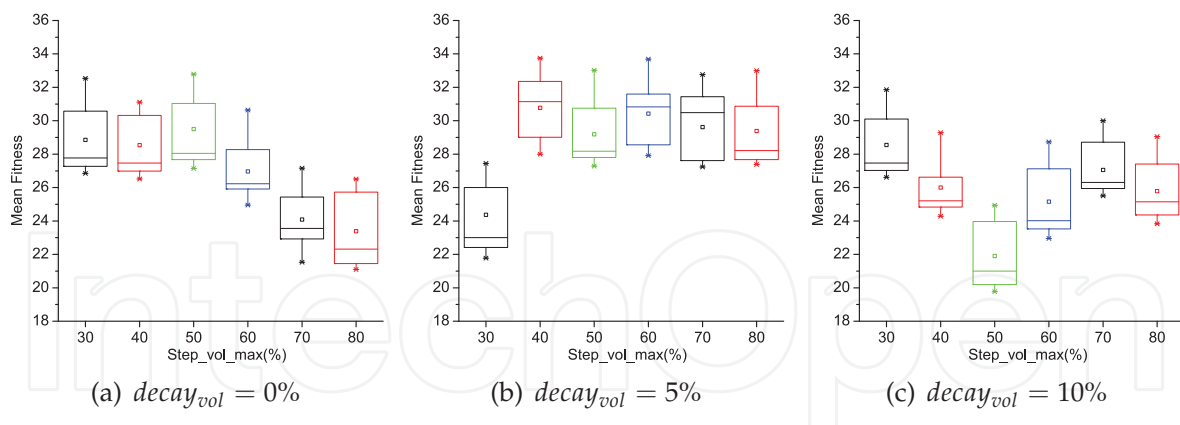 36
34
32
30
28
26
24
22
20
18
Mean Fitness
30 40 50 60 70 80
Step_vol_max(%)
(a) decay_vol = 0%
36
34
32
30
28
26
24
22
20
18
Mean Fitness
30 40 50 60 70 80
Step_vol_max(%)
(b) decay_vol = 5%
36
34
32
30
28
26
24
22
20
18
Mean Fitness
30 40 50 60 70 80
Step_vol_max(%)
(c) decay_vol = 10%
IntechOpen